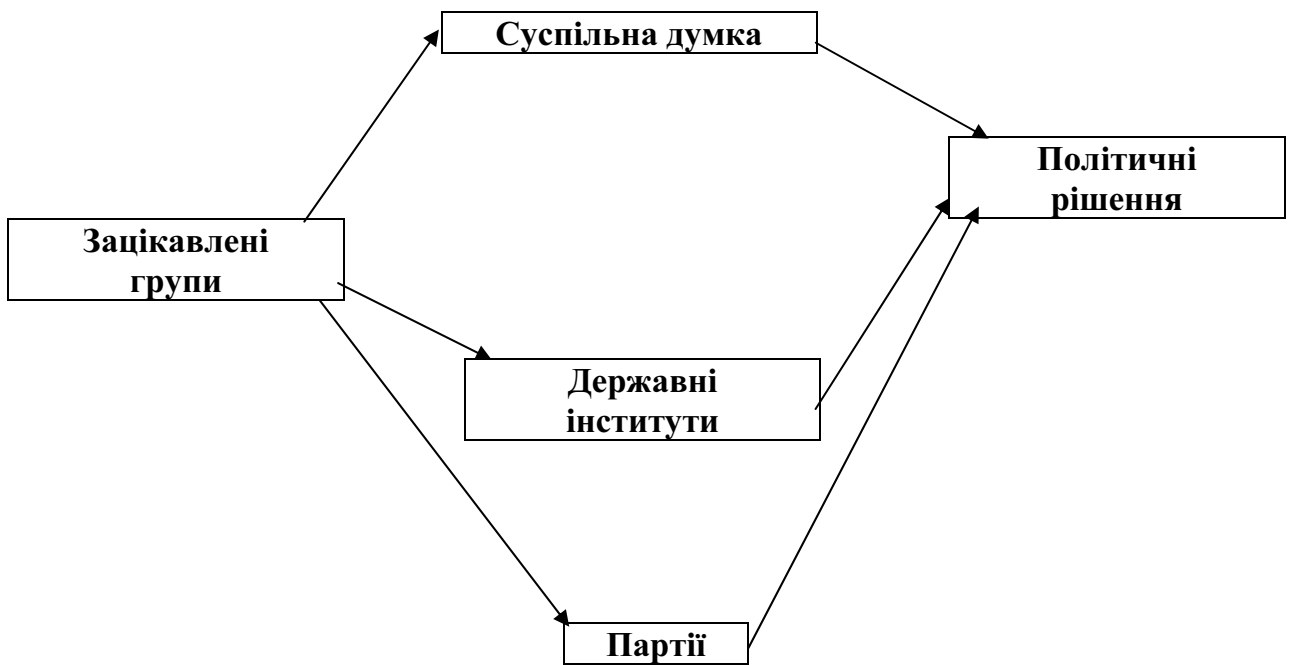 Суспільна думка
Політичні
рішення
Зацікавлені
групи
Державні
інститути
Партії